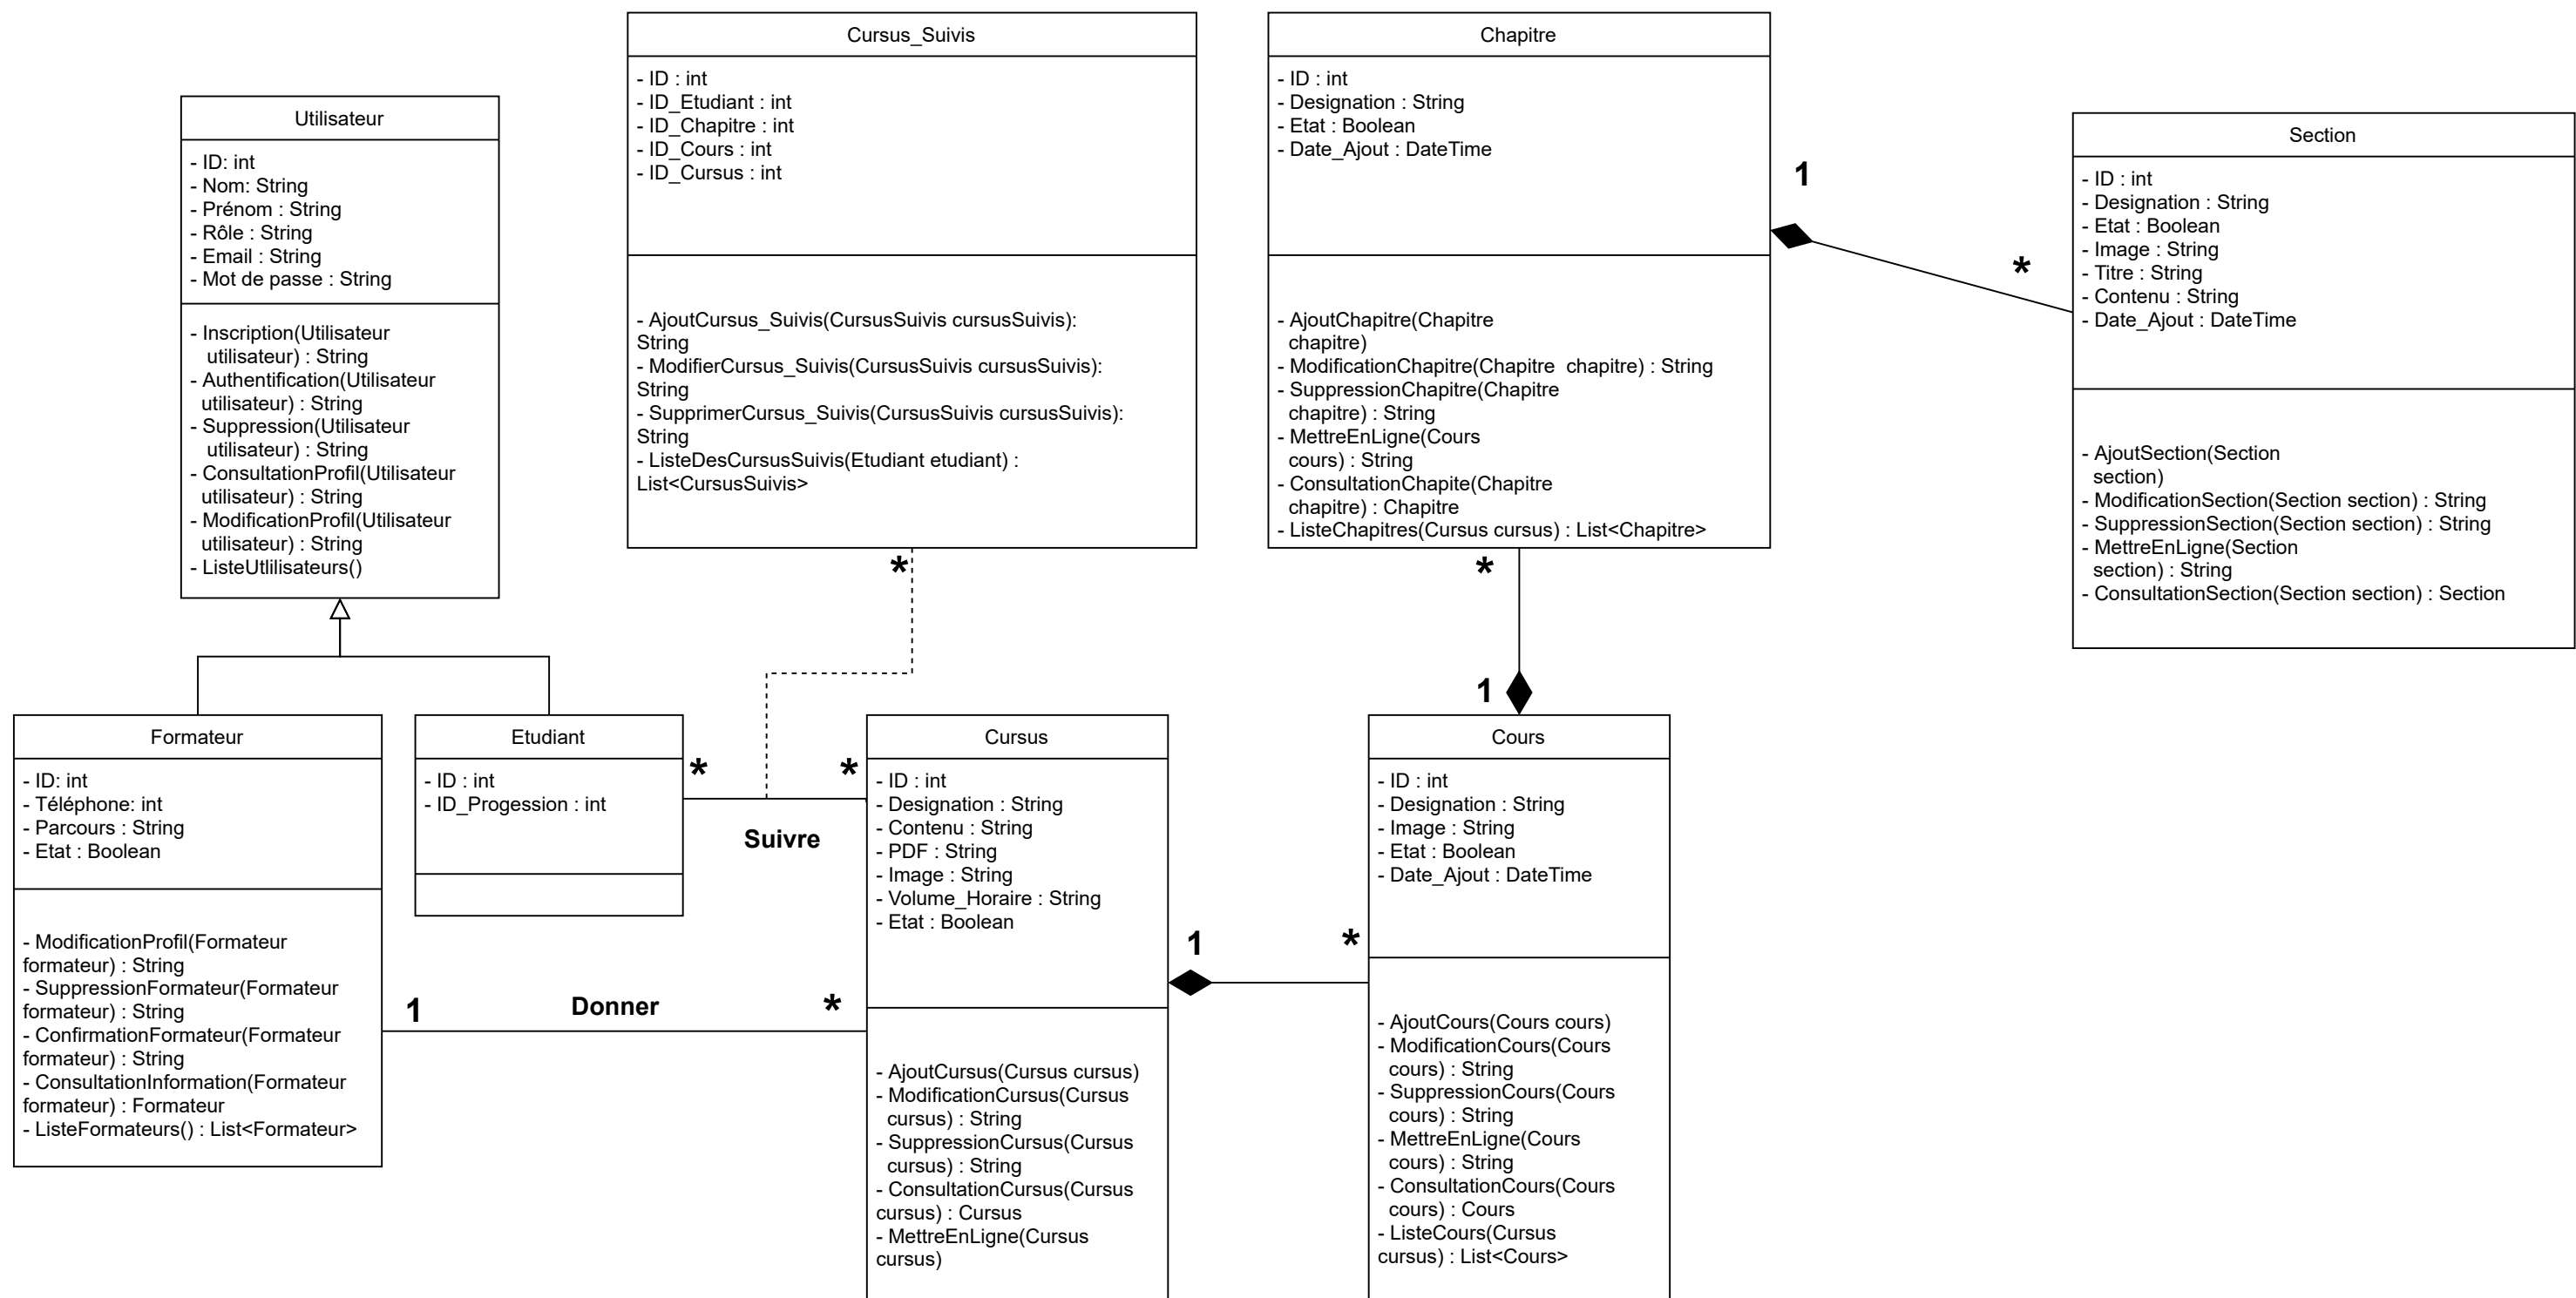 Utilisateur
- ID: int
- Nom: String
- Prénom : String
- Rôle : String
- Email : String
- Mot de passe : String
- Inscription(Utilisateur
utilisateur) : String
- Authentification(Utilisateur
utilisateur) : String
- Suppression(Utilisateur
utilisateur) : String
- ConsultationProfil(Utilisateur
utilisateur) : String
- ModificationProfil(Utilisateur
utilisateur) : String
- ListeUtlilisateurs()
Cursus_Suivis
- ID : int
- ID_Etudiant : int
- ID_Chapitre : int
- ID_Cours : int
- ID_Cursus : int
- AjoutCursus_Suivis(CursusSuivis cursusSuivis):
String
- ModifierCursus_Suivis(CursusSuivis cursusSuivis):
String
- SupprimerCursus_Suivis(CursusSuivis cursusSuivis):
String
- ListeDesCursusSuivis(Etudiant etudiant) :
List<CursusSuivis>
*
Chapitre
- ID : int
- Designation : String
- Etat : Boolean
- Date_Ajout : DateTime
- AjoutChapitre(Chapitre
chapitre)
- ModificationChapitre(Chapitre  chapitre) : String
- SuppressionChapitre(Chapitre
chapitre) : String
- MettreEnLigne(Cours
cours) : String
- ConsultationChapite(Chapitre
chapitre) : Chapitre
- ListeChapitres(Cursus cursus) : List<Chapitre>
1
*
*
1
Section
- ID : int
- Designation : String
- Etat : Boolean
- Image : String
- Titre : String
- Contenu : String
- Date_Ajout : DateTime
- AjoutSection(Section
section)
- ModificationSection(Section section) : String
- SuppressionSection(Section section) : String
- MettreEnLigne(Section
section) : String
- ConsultationSection(Section section) : Section
Formateur
- ID: int
- Téléphone: int
- Parcours : String
- Etat : Boolean
- ModificationProfil(Formateur
formateur) : String
- SuppressionFormateur(Formateur
formateur) : String
- ConfirmationFormateur(Formateur
formateur) : String
- ConsultationInformation(Formateur
formateur) : Formateur
- ListeFormateurs() : List<Formateur>
Etudiant
- ID : int
- ID_Progession : int
*
*
Suivre
1
Donner
*
Cursus
- ID : int
- Designation : String
- Contenu : String
- PDF : String
- Image : String
- Volume_Horaire : String
- Etat : Boolean
- AjoutCursus(Cursus cursus)
- ModificationCursus(Cursus
cursus) : String
- SuppressionCursus(Cursus
cursus) : String
- ConsultationCursus(Cursus
cursus) : Cursus
- MettreEnLigne(Cursus
cursus)
1
*
Cours
- ID : int
- Designation : String
- Image : String
- Etat : Boolean
- Date_Ajout : DateTime
- AjoutCours(Cours cours)
- ModificationCours(Cours
cours) : String
- SuppressionCours(Cours
cours) : String
- MettreEnLigne(Cours
cours) : String
- ConsultationCours(Cours
cours) : Cours
- ListeCours(Cursus
cursus) : List<Cours>